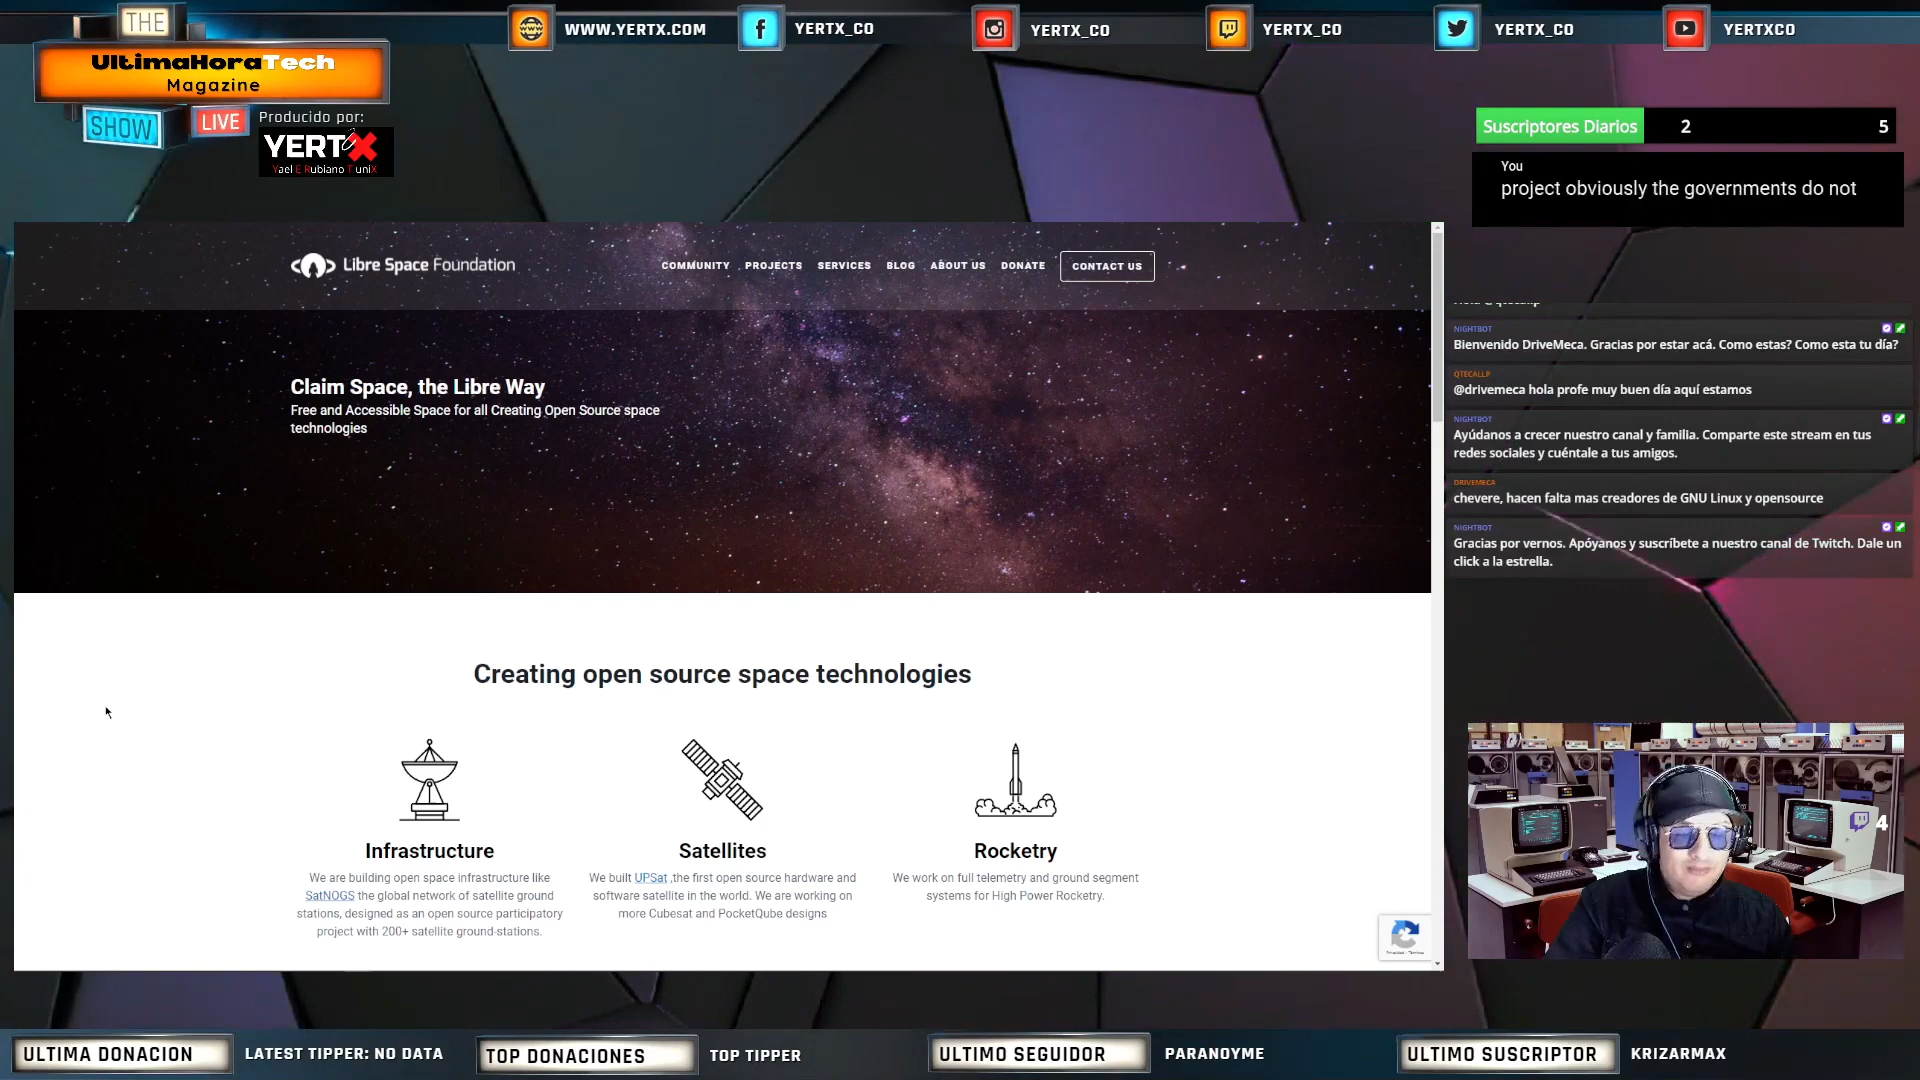 THE
UltimaHoraTech
Magazine
SHOW
LIVE
Producido por:
YERTX
Yael E Rubiano T uniX
WWW.YERTX.COM
YERTX_CO
YERTX_CO
YERTX_CO
YERTX_CO
YERTXCO
Suscriptores Diarios 2 5
You
project obviously the governments do not
Libre Space Foundation
COMMUNITY PROJECTS SERVICES BLOG ABOUT US DONATE CONTACT US
Claim Space, the Libre Way
Free and Accessible Space for all Creating Open Source space
technologies
Creating open source space technologies
Infrastructure
We are building open space infrastructure like
SatNOGS the global network of satellite ground
stations, designed as an open source participatory
project with 200+ satellite ground-stations.
Satellites
We built UPSat ,the first open source hardware and
software satellite in the world. We are working on
more Cubesat and PocketQube designs
Rocketry
We work on full telemetry and ground segment
systems for High Power Rocketry.
NIGHTBOT
Bienvenido DriveMeca. Gracias por estar acá. Como estas? Como esta tu día?
QTECALLP
@drivemeca hola profe muy buen día aquí estamos
NIGHTBOT
Ayúdanos a crecer nuestro canal y familia. Comparte este stream en tus
redes sociales y cuéntale a tus amigos.
DRIVEMECA
chevere, hacen falta mas creadores de GNU Linux y opensource
NIGHTBOT
Gracias por vernos. Apóyanos y suscríbete a nuestro canal de Twitch. Dale un
click a la estrella.
4
ULTIMA DONACION
LATEST TIPPER: NO DATA
TOP DONACIONES
TOP TIPPER
ULTIMO SEGUIDOR
PARANOYME
ULTIMO SUSCRIPTOR
KRIZARMAX